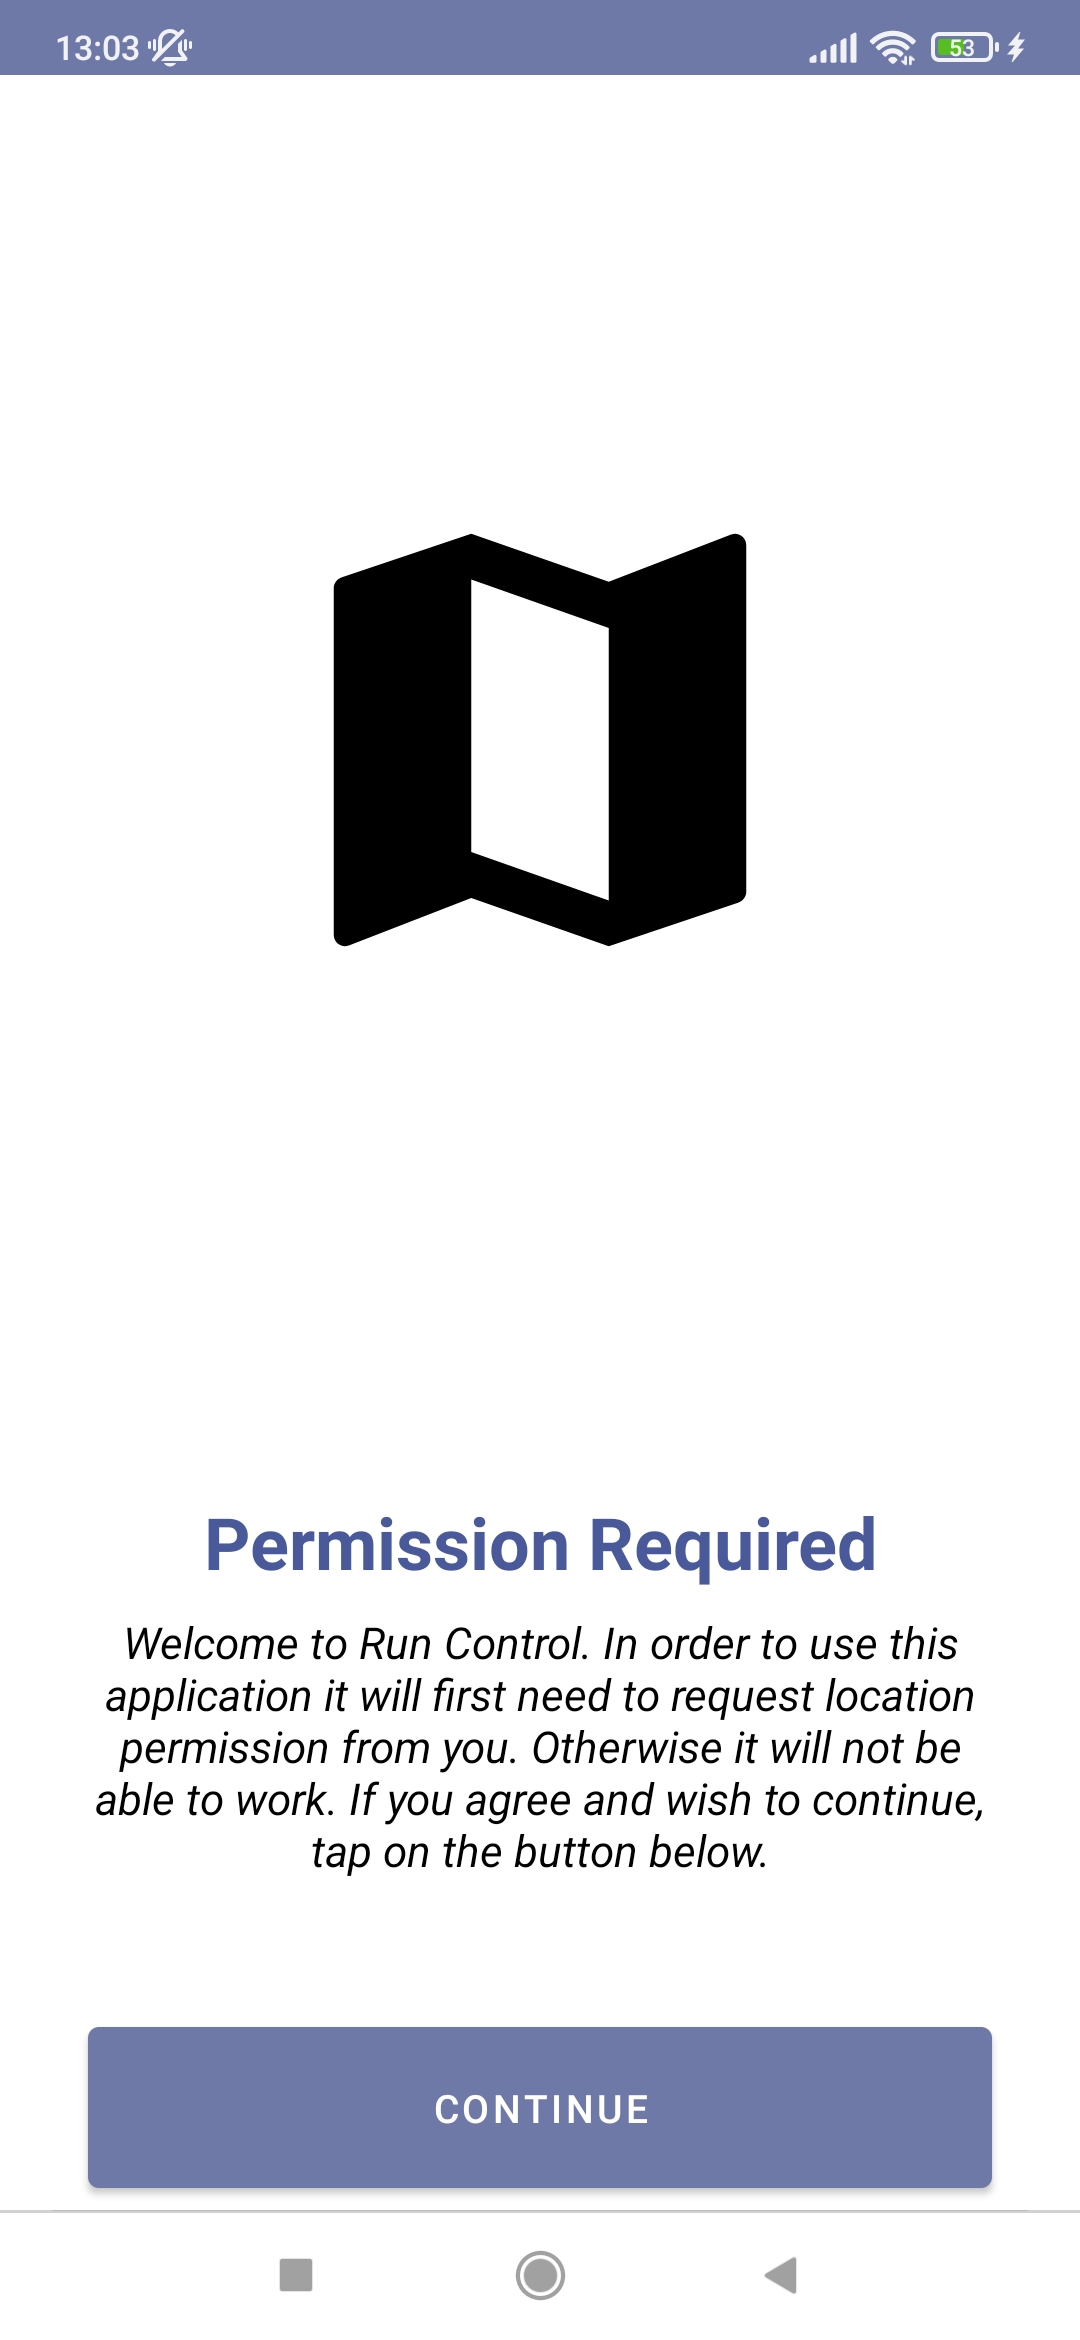 13:03
53
Permission Required
Welcome to Run Control. In order to use this
application it will first need to request location
permission from you. Otherwise it will not be
able to work. If you agree and wish to continue,
tap on the button below.
CONTINUE